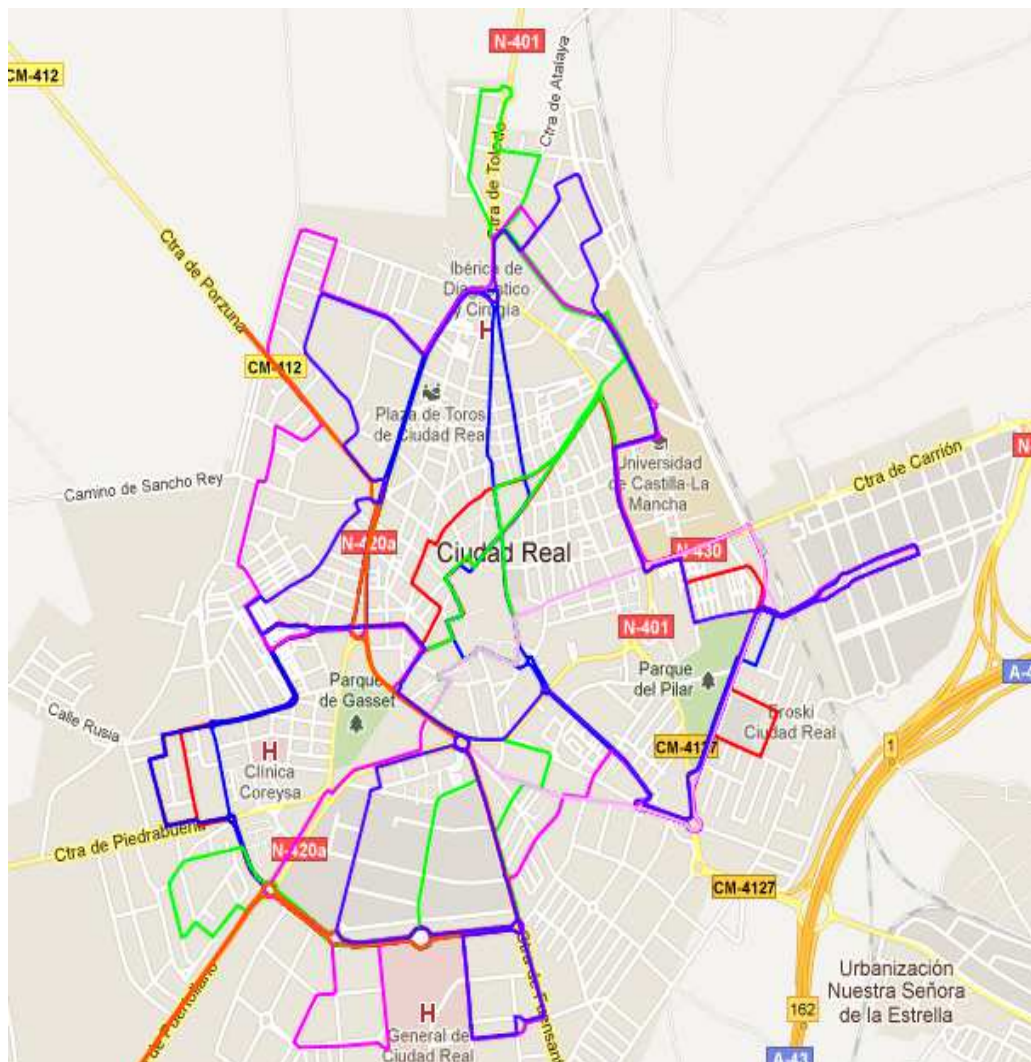 N-401
CM-412
Ctra de Atalaya
Ctra de Toledo
Ibérica de
Diagnóstico
y Cirugía
H
Ctra de Porzuna
CM-412
Plaza de Toros
de Ciudad Real
Universidad
de Castilla-La
Mancha
Ctra de Carrión
Camino de Sancho Rey
N-420a
Ciudad Real
N-430
N-401
Parque
de Gasset
Parque
del Pilar
Eroski
Ciudad Real
Calle Rusia
H
Clínica
Coreysa
CM-4127
1
Ctra de Piedrabuena
N-420a
CM-4127
H
General de
Ciudad Real
Urbanización
Nuestra Señora
de la Estrella
162
A-43